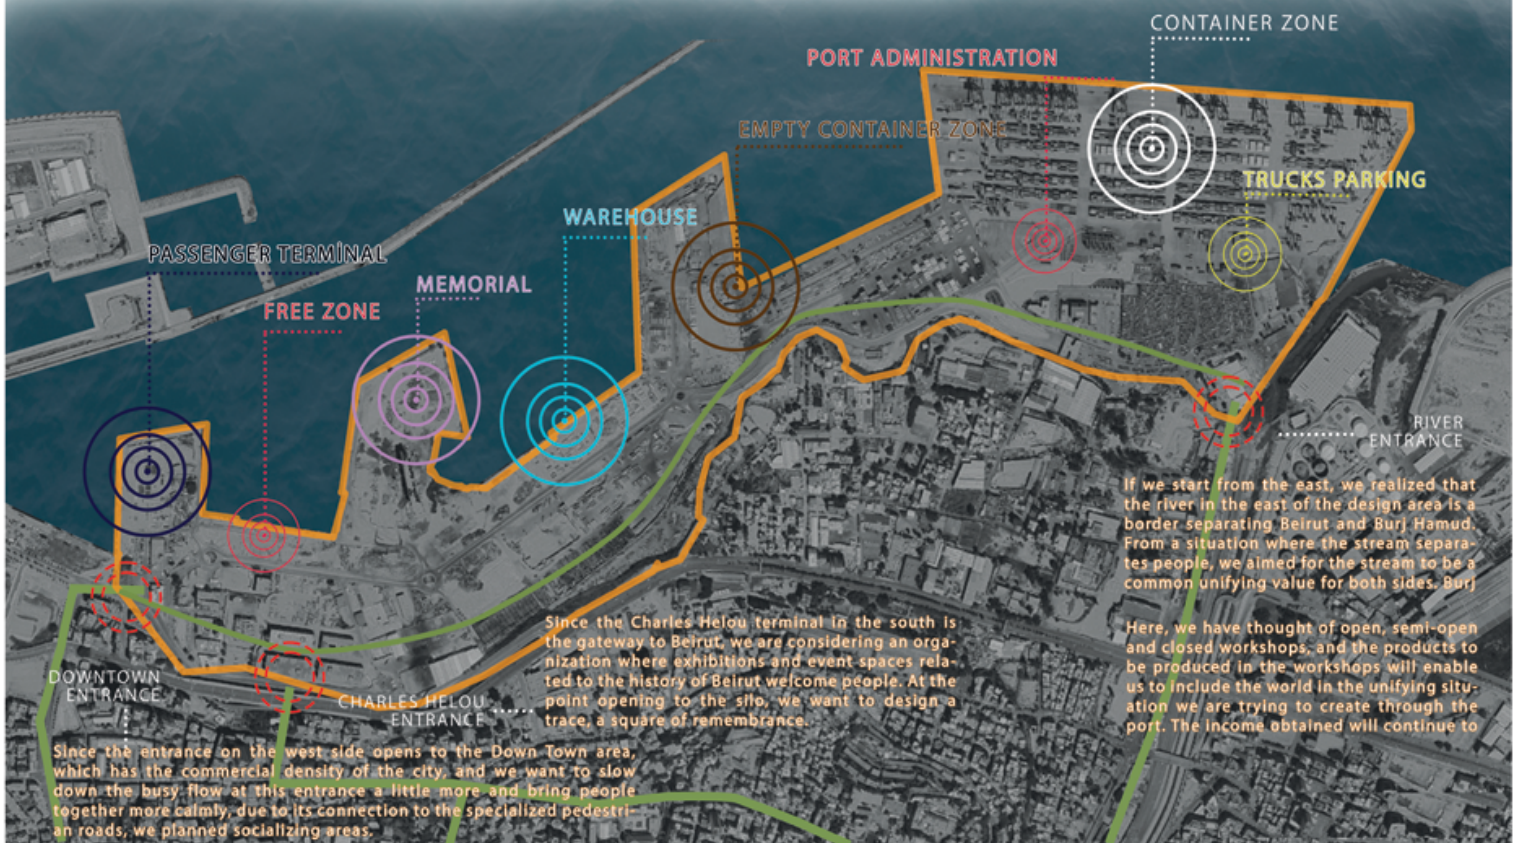 CONTAINER ZONE
PORT ADMINISTRATION
EMPTY CONTAINER ZONE
TRUCKS PARKING
WAREHOUSE
PASSENGER TERMİNAL
MEMORIAL
FREE ZONE
RIVER
ENTRANCE
If we start from the east, we realized that
the river in the east of the design area is a
border separating Beirut and Burj Hamud.
From a situation where the stream separa-
tes people, we aimed for the stream to be a
common unifying value for both sides. Burj
Here, we have thought of open, semi-open
and closed workshops, and the products to
be produced in the workshops will enable
us to include the world in the unifying situ-
ation we are trying to create through the
port. The income obtained will continue to
Since the Charles Helou terminal in the south is
the gateway to Beirut, we are considering an orga-
nization where exhibitions and event spaces rela-
ted to the history of Beirut welcome people. At the
point opening to the silo, we want to design a
trace, a square of remembrance.
CHARLES HELOU
ENTRANCE
DOWNTOWN
ENTRANCE
Since the entrance on the west side opens to the Down Town area,
which has the commercial density of the city, and we want to slow
down the busy flow at this entrance a little more and bring people
together more calmly, due to its connection to the specialized pedestri-
an roads, we planned socializing areas.